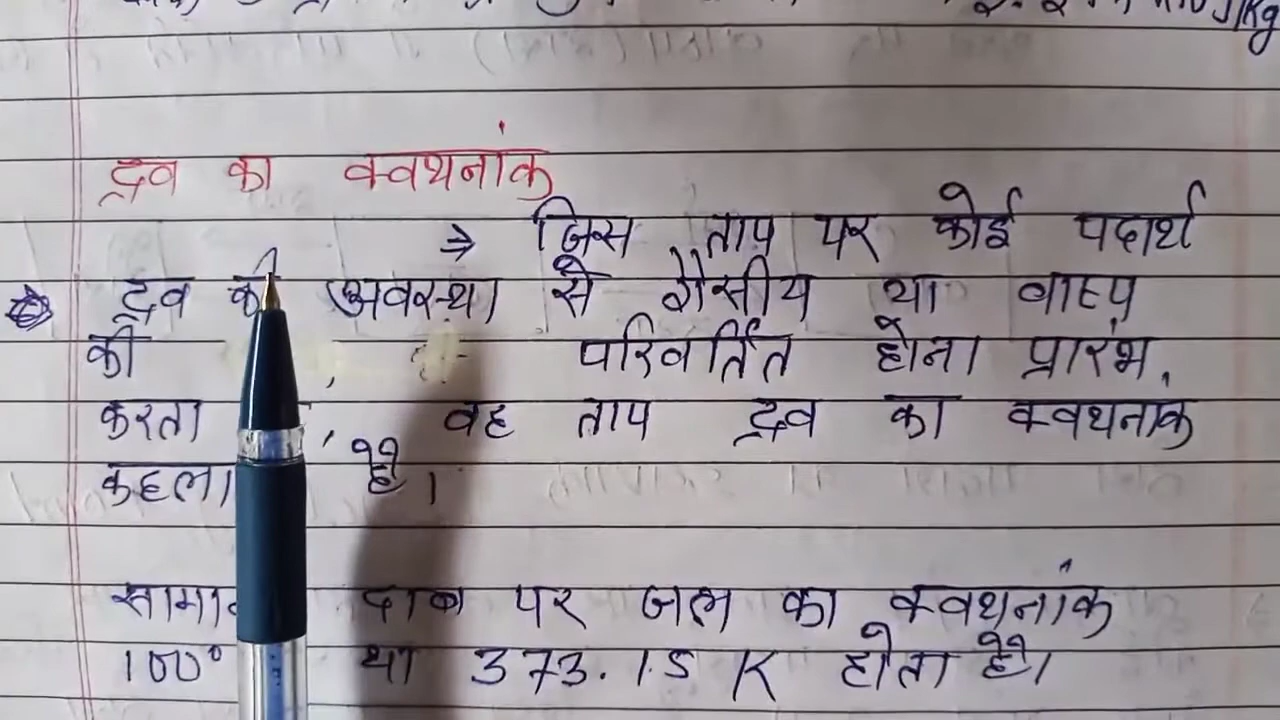 J/Kg
द्रव का क्वथनांक
⇒ जिस ताप पर कोई पदार्थ
द्रव की अवस्था से गैसीय या वाष्प
की परिवर्तित होना प्रारंभ
करता , वह ताप द्रव का क्वथनांक
कहला है।
सामा दाब पर जल का क्वथनांक
100° या 373.15 K होता है।